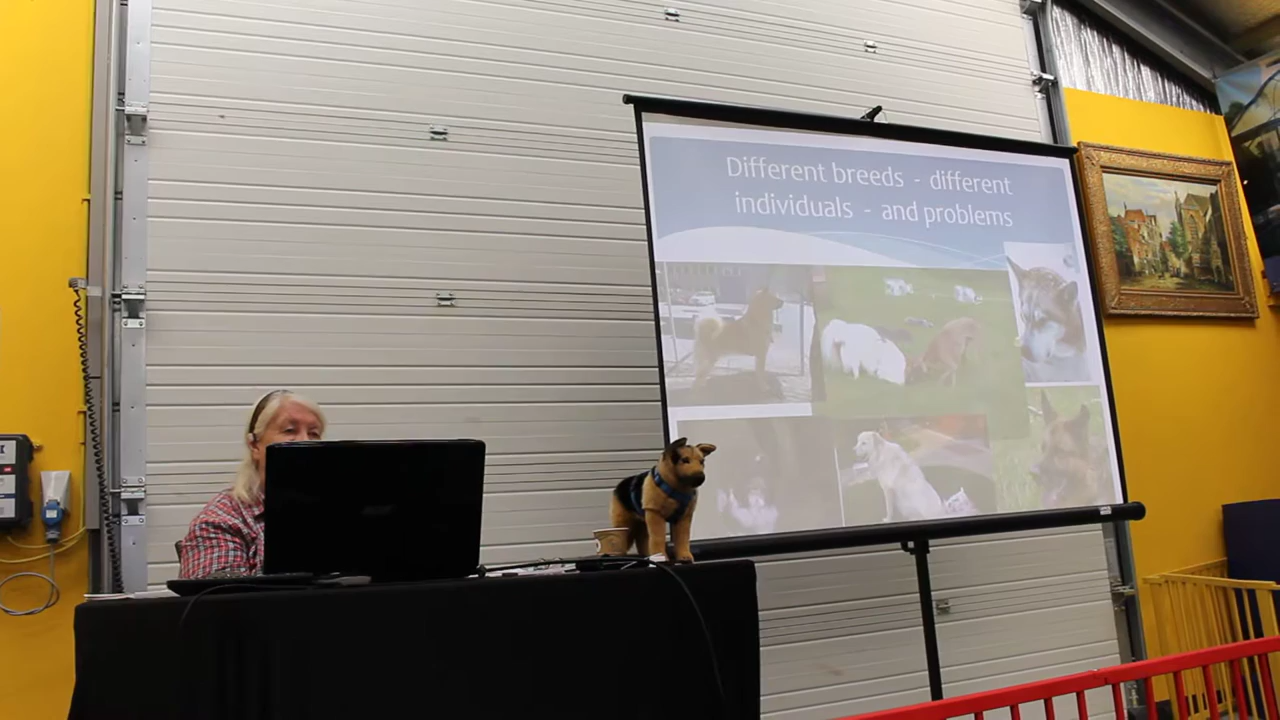 Different breeds - different
individuals - and problems